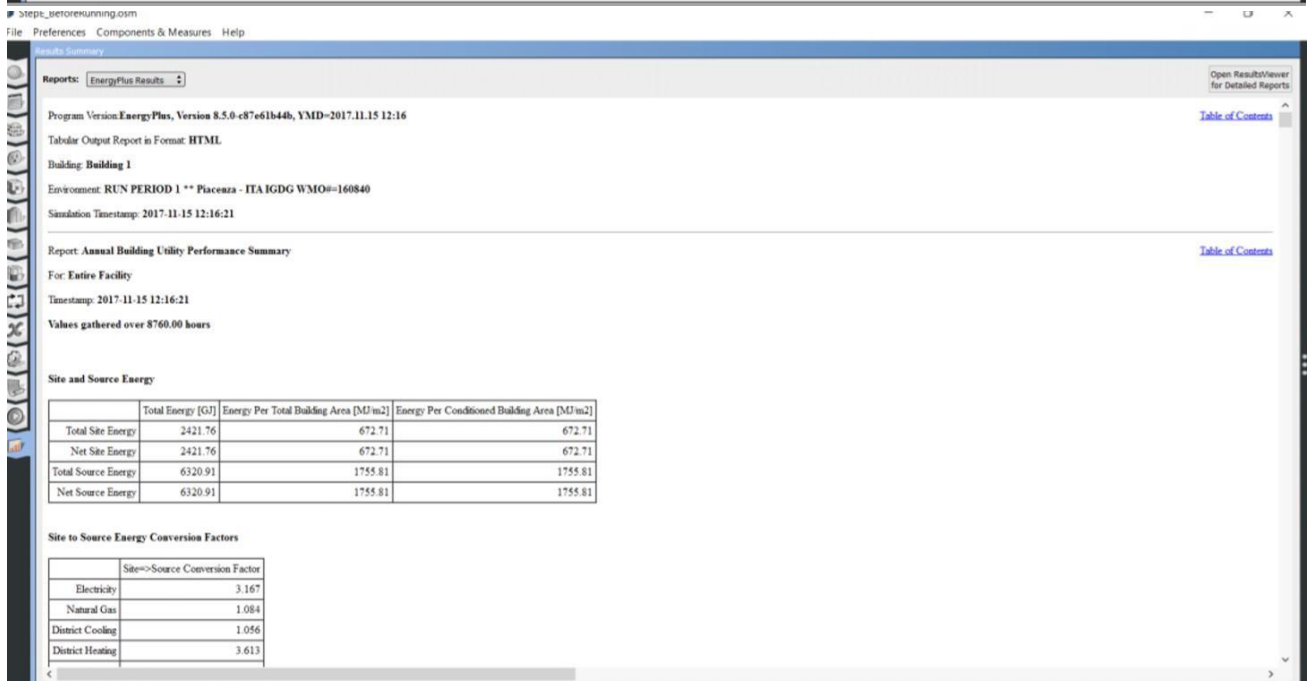 StepE_BeforeRunning.osm
File Preferences Components & Measures Help
Results Summary
Reports: EnergyPlus Results
Open ResultsViewer
for Detailed Reports
Program Version:EnergyPlus, Version 8.5.0-c87e61b44b, YMD=2017.11.15 12:16
Table of Contents
Tabular Output Report in Format: HTML
Building: Building 1
Environment: RUN PERIOD 1 ** Piacenza - ITA IGDG WMO#=160840
Simulation Timestamp: 2017-11-15 12:16:21
Report: Annual Building Utility Performance Summary
Table of Contents
For: Entire Facility
Timestamp: 2017-11-15 12:16:21
Values gathered over 8760.00 hours
Site and Source Energy
Total Energy [GJ] Energy Per Total Building Area [MJ/m2] Energy Per Conditioned Building Area [MJ/m2]
Total Site Energy 2421.76 672.71 672.71
Net Site Energy 2421.76 672.71 672.71
Total Source Energy 6320.91 1755.81 1755.81
Net Source Energy 6320.91 1755.81 1755.81
Site to Source Energy Conversion Factors
Site=>Source Conversion Factor
Electricity 3.167
Natural Gas 1.084
District Cooling 1.056
District Heating 3.613